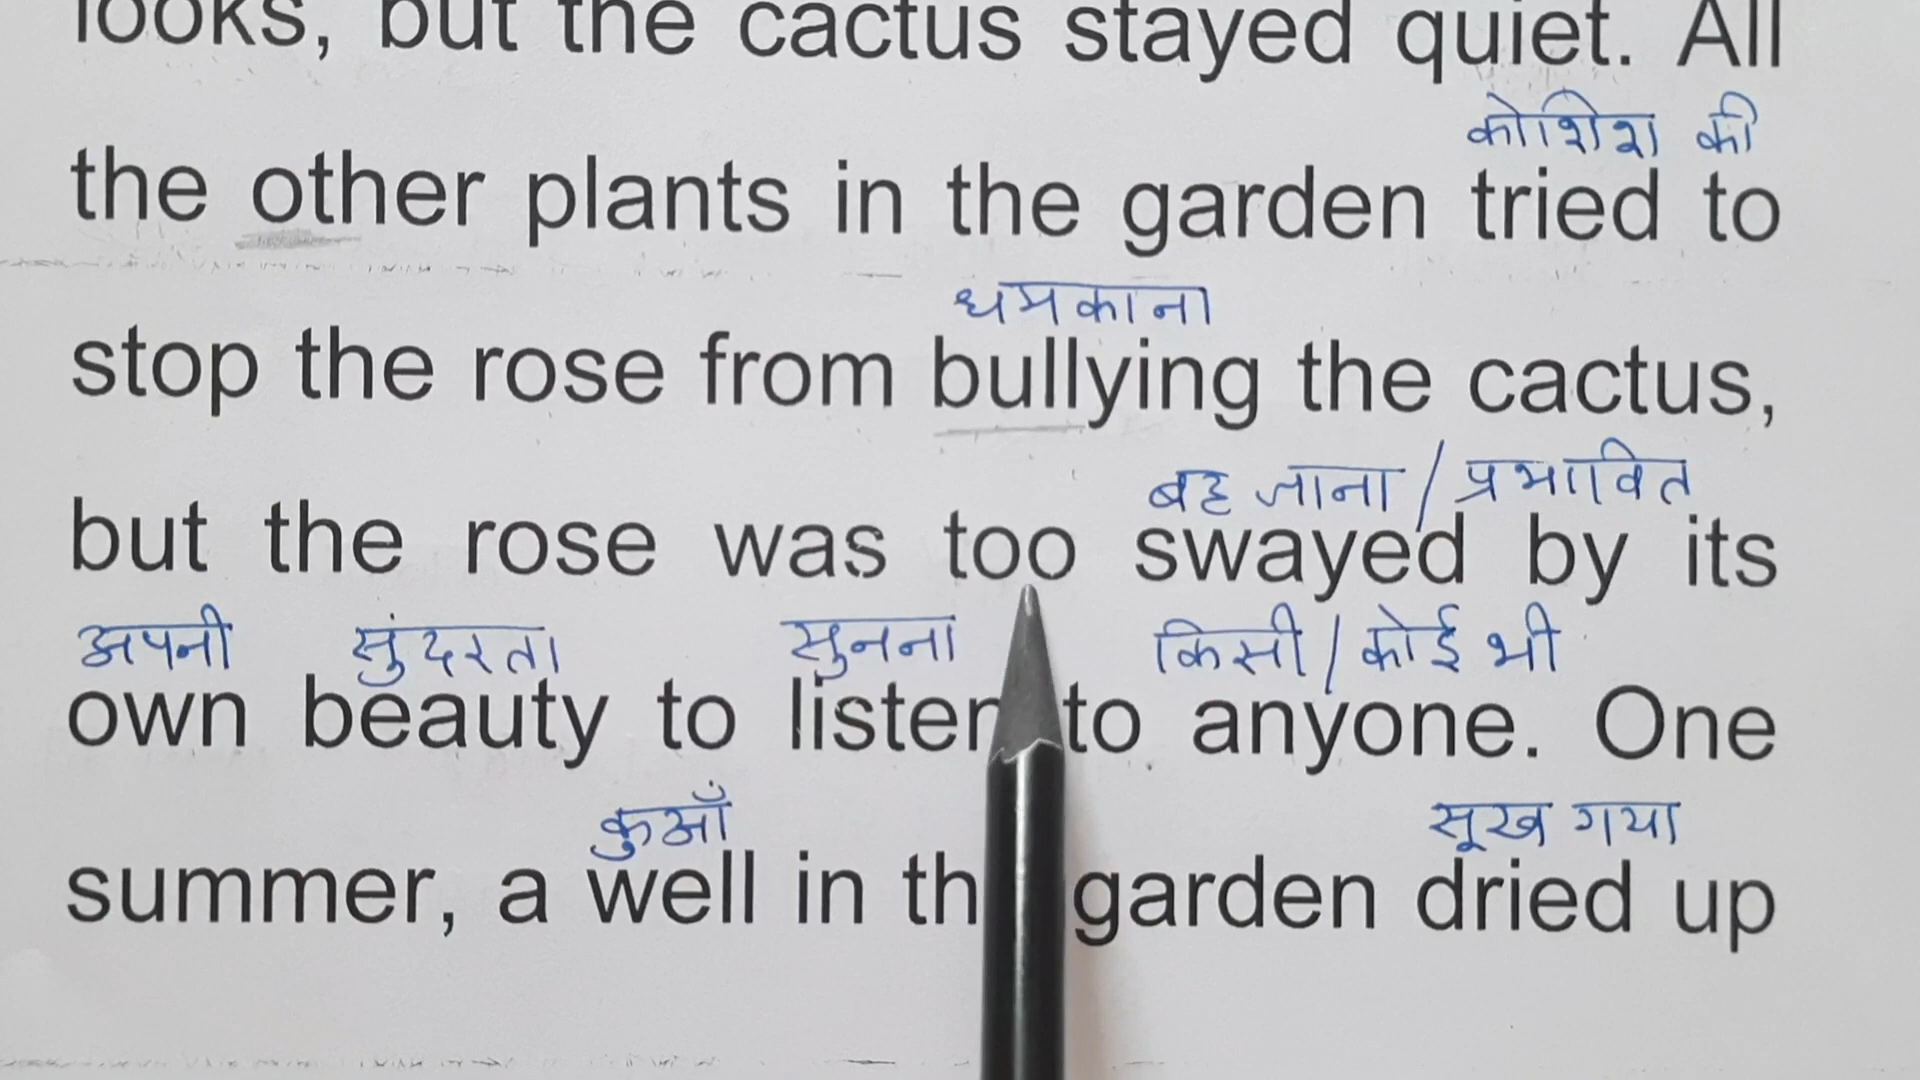 looks, but the cactus stayed quiet. All
कोशिश की
the other plants in the garden tried to
धमकाना
stop the rose from bullying the cactus,
बह जाना / प्रभावित
but the rose was too swayed by its
अपनी सुंदरता सुनना किसी / कोई भी
own beauty to listen to anyone. One
कुआँ सूख गया
summer, a well in th garden dried up